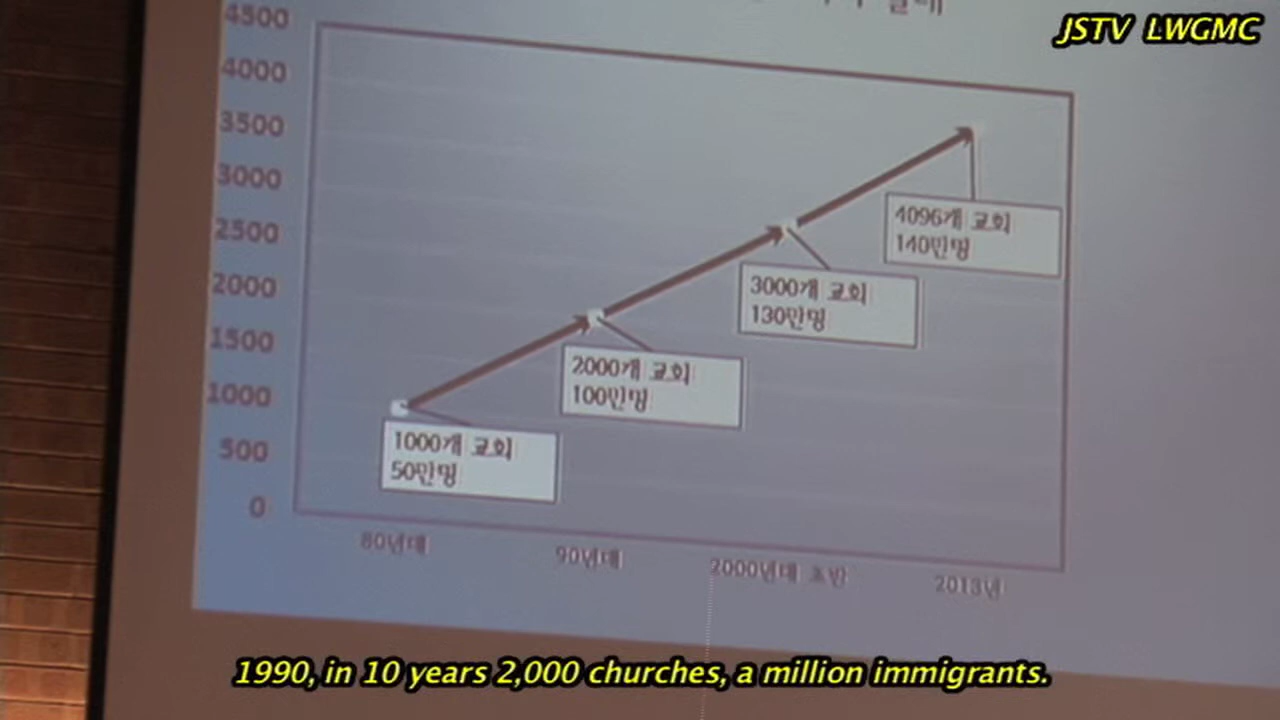 JSTV LWGMC
4500
4000
3500
3000
2500
2000
1500
1000
500
0
4096개 교회
140만명
3000개 교회
130만명
2000개 교회
100만명
1000개 교회
50만명
80년대
90년대
2000년대 초반
2013년
1990, in 10 years 2,000 churches, a million immigrants.